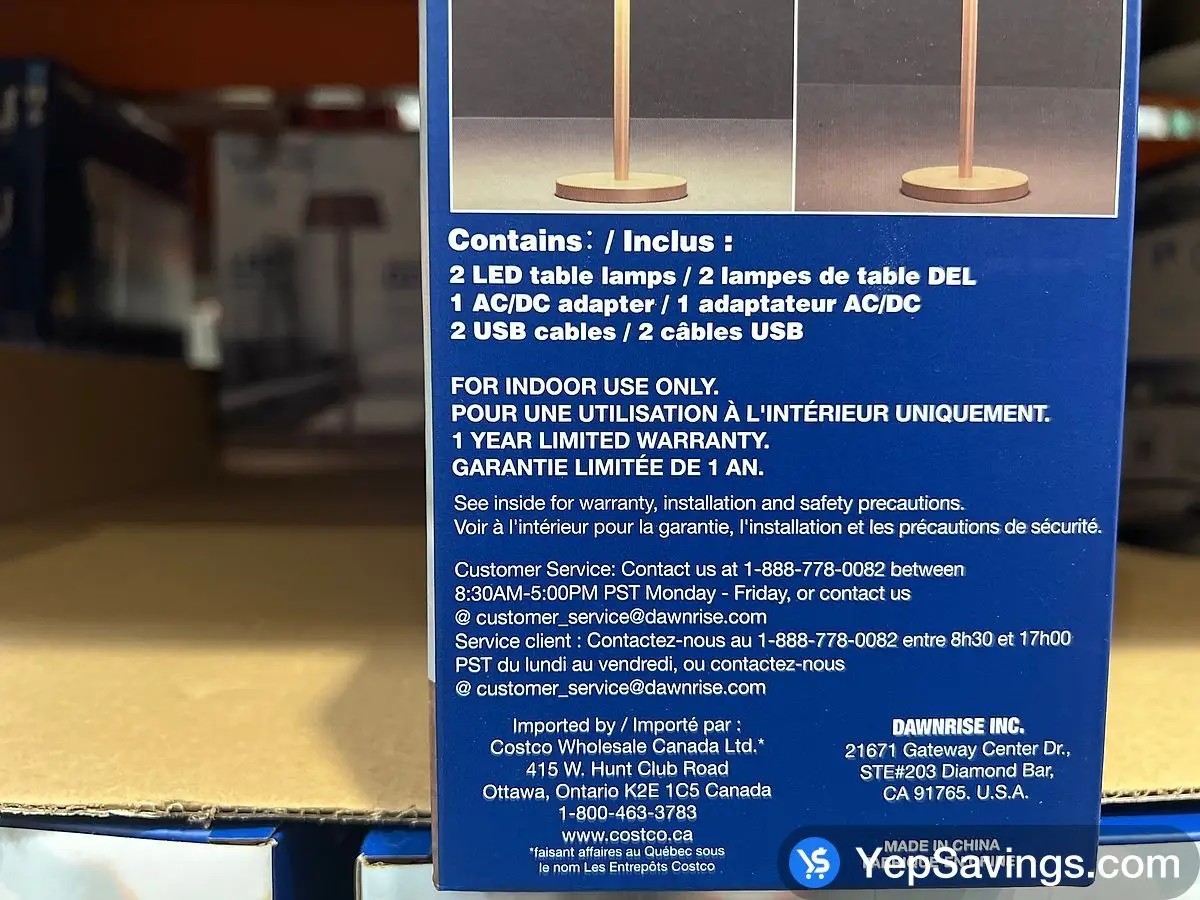 Contains: / Inclus :
2 LED table lamps / 2 lampes de table DEL
1 AC/DC adapter / 1 adaptateur AC/DC
2 USB cables / 2 câbles USB
FOR INDOOR USE ONLY.
POUR UNE UTILISATION À L'INTÉRIEUR UNIQUEMENT.
1 YEAR LIMITED WARRANTY.
GARANTIE LIMITÉE DE 1 AN.
See inside for warranty, installation and safety precautions.
Voir à l'intérieur pour la garantie, l'installation et les précautions de sécurité.
Customer Service: Contact us at 1-888-778-0082 between
8:30AM-5:00PM PST Monday - Friday, or contact us
@ customer_service@dawnrise.com
Service client : Contactez-nous au 1-888-778-0082 entre 8h30 et 17h00
PST du lundi au vendredi, ou contactez-nous
@ customer_service@dawnrise.com
Imported by / Importé par :
Costco Wholesale Canada Ltd.*
415 W. Hunt Club Road
Ottawa, Ontario K2E 1C5 Canada
1-800-463-3783
www.costco.ca
*faisant affaires au Québec sous
le nom Les Entrepôts Costco
DAWNRISE INC.
21671 Gateway Center Dr.,
STE#203 Diamond Bar,
CA 91765. U.S.A.
MADE IN CHINA
YepSavings.com